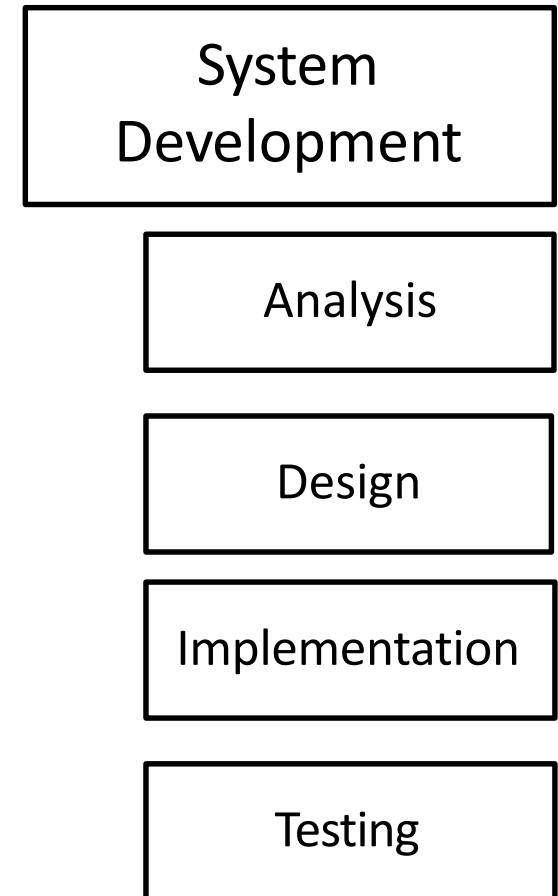 System
Development
Analysis
Design
Implementation
Testing